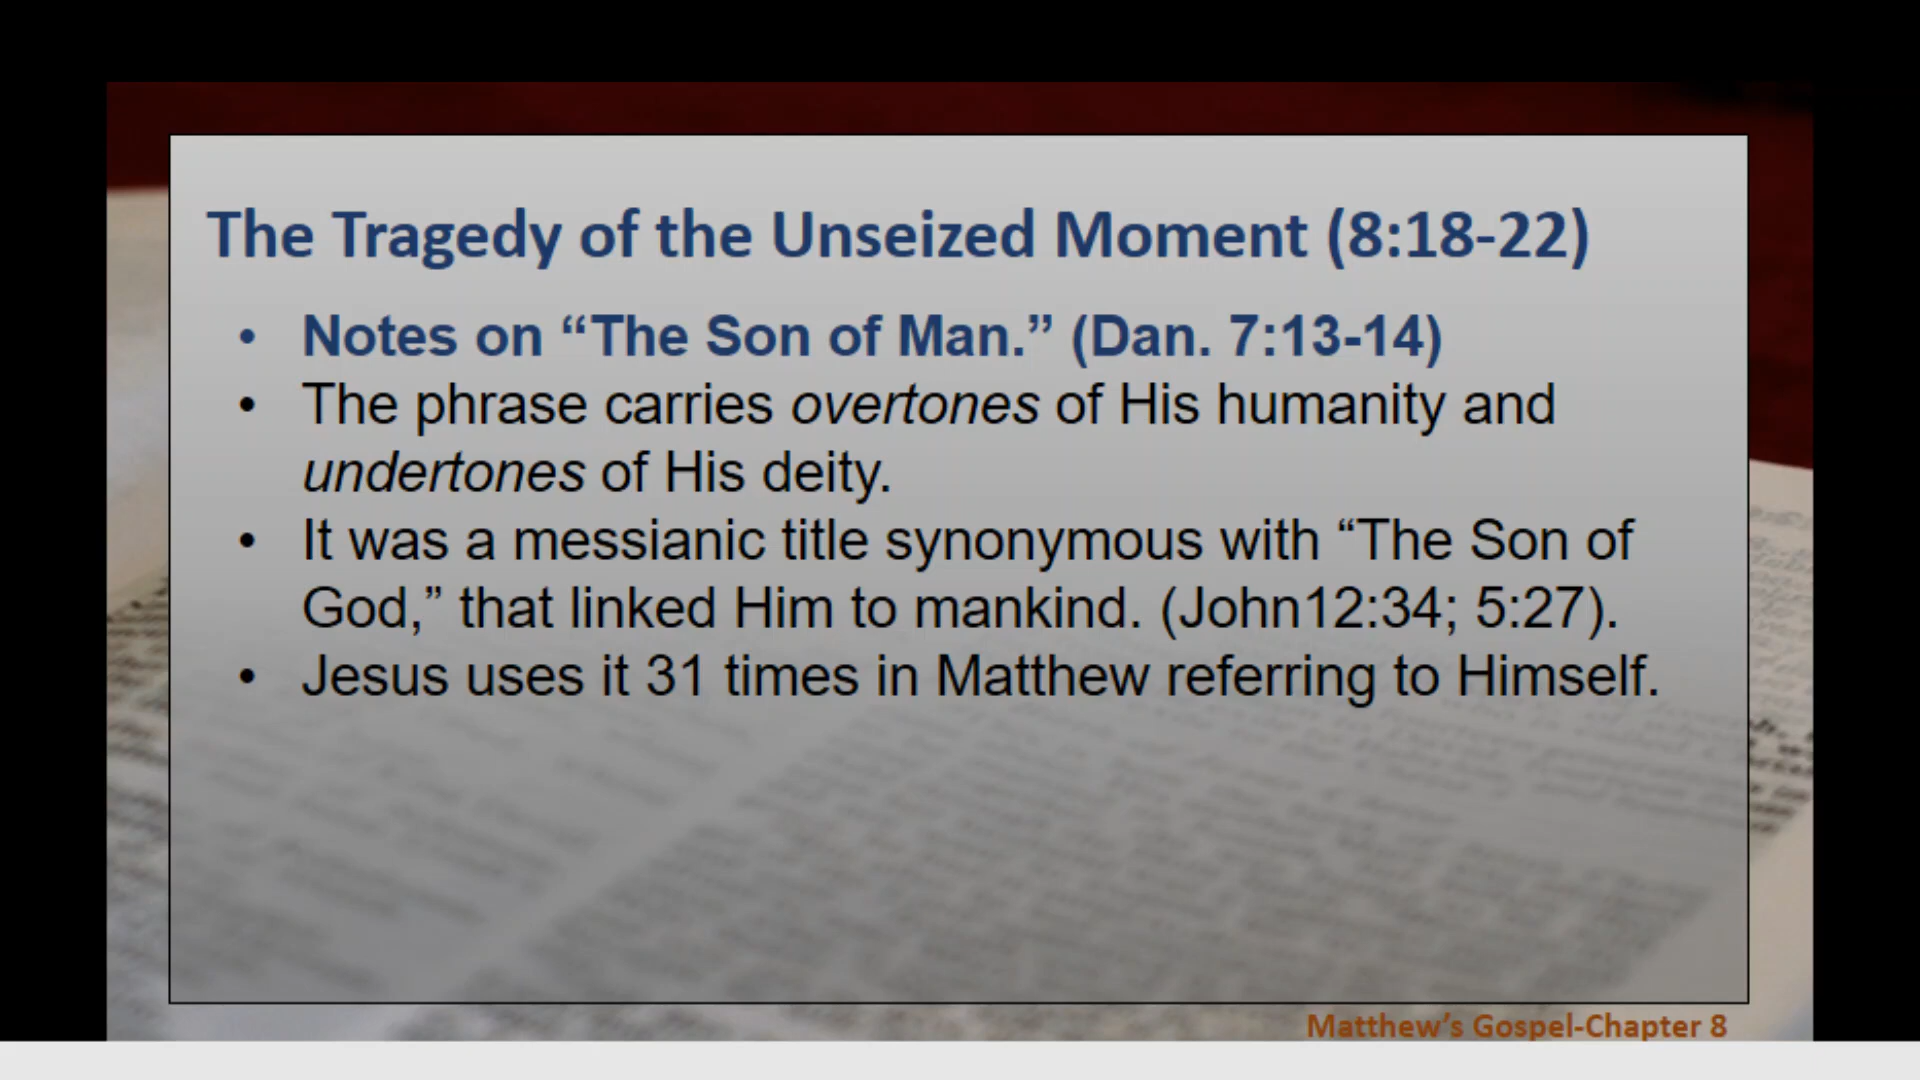 The Tragedy of the Unseized Moment (8:18-22)
• Notes on “The Son of Man.” (Dan. 7:13-14)
• The phrase carries overtones of His humanity and
undertones of His deity.
• It was a messianic title synonymous with “The Son of
God,” that linked Him to mankind. (John12:34; 5:27).
• Jesus uses it 31 times in Matthew referring to Himself.
Matthew’s Gospel-Chapter 8